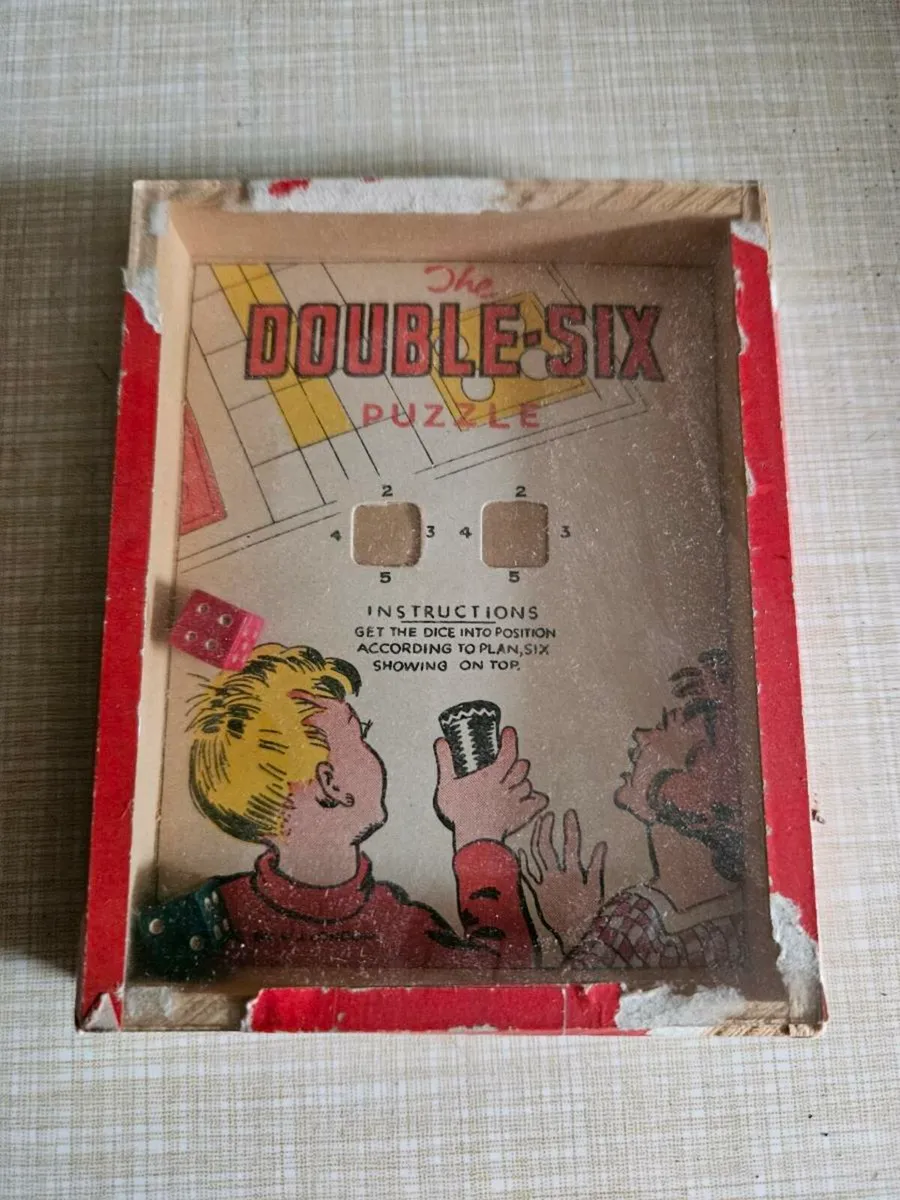 The
DOUBLE-SIX
PUZZLE
2 2
4 3 4 3
5 5
INSTRUCTIONS
GET THE DICE INTO POSITION
ACCORDING TO PLAN, SIX
SHOWING ON TOP.
LONDON